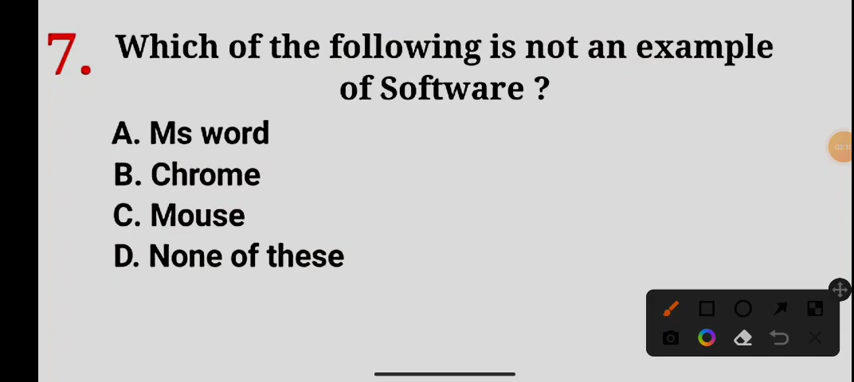 7. Which of the following is not an example
of Software ?
A. Ms word
B. Chrome
C. Mouse
D. None of these